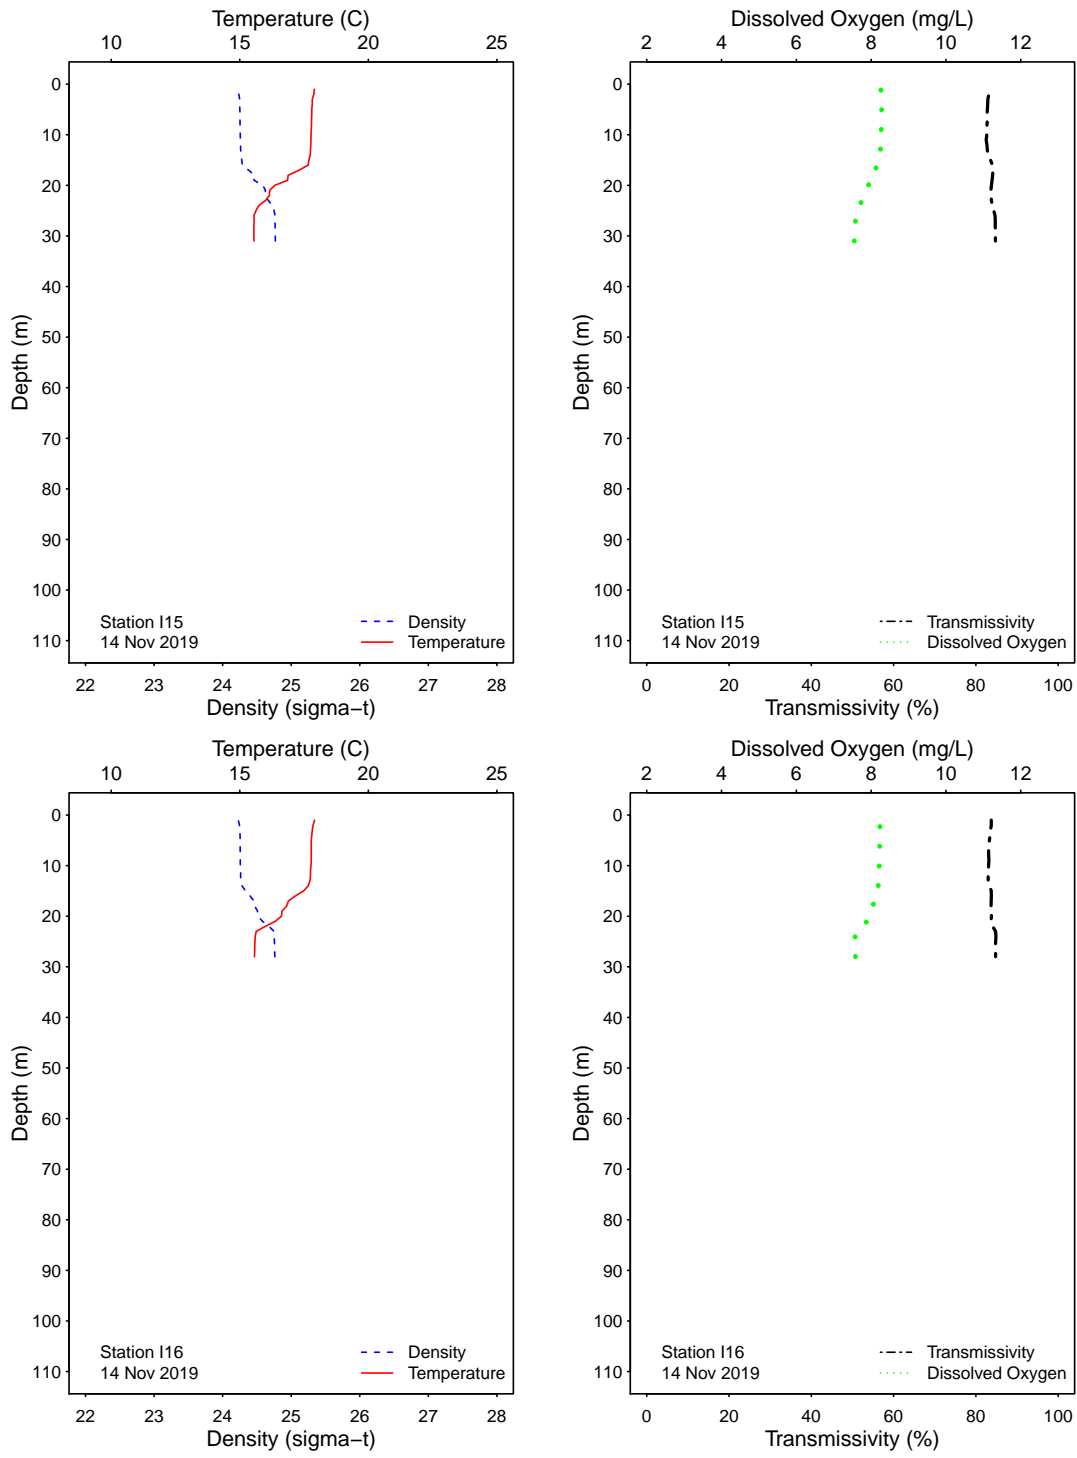 Temperature (C)
10 15 20 25
0
10
20
30
40
50
60
70
80
90
100
110
Depth (m)
Station I15
14 Nov 2019
Density
Temperature
22 23 24 25 26 27 28
Density (sigma−t)
Dissolved Oxygen (mg/L)
2 4 6 8 10 12
0
10
20
30
40
50
60
70
80
90
100
110
Depth (m)
Station I15
14 Nov 2019
Transmissivity
Dissolved Oxygen
0 20 40 60 80 100
Transmissivity (%)
Temperature (C)
10 15 20 25
0
10
20
30
40
50
60
70
80
90
100
110
Depth (m)
Station I16
14 Nov 2019
Density
Temperature
22 23 24 25 26 27 28
Density (sigma−t)
Dissolved Oxygen (mg/L)
2 4 6 8 10 12
0
10
20
30
40
50
60
70
80
90
100
110
Depth (m)
Station I16
14 Nov 2019
Transmissivity
Dissolved Oxygen
0 20 40 60 80 100
Transmissivity (%)